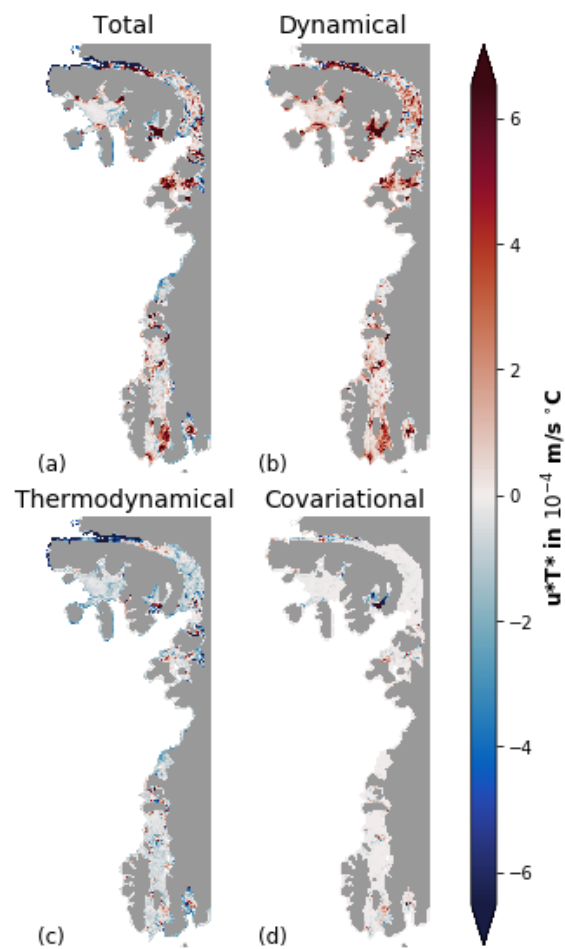 Total
Dynamical
(a)
(b)
Thermodynamical
Covariational
(c)
(d)
6
4
2
0
−2
−4
−6
u*T* in 10⁻⁴ m/s °C